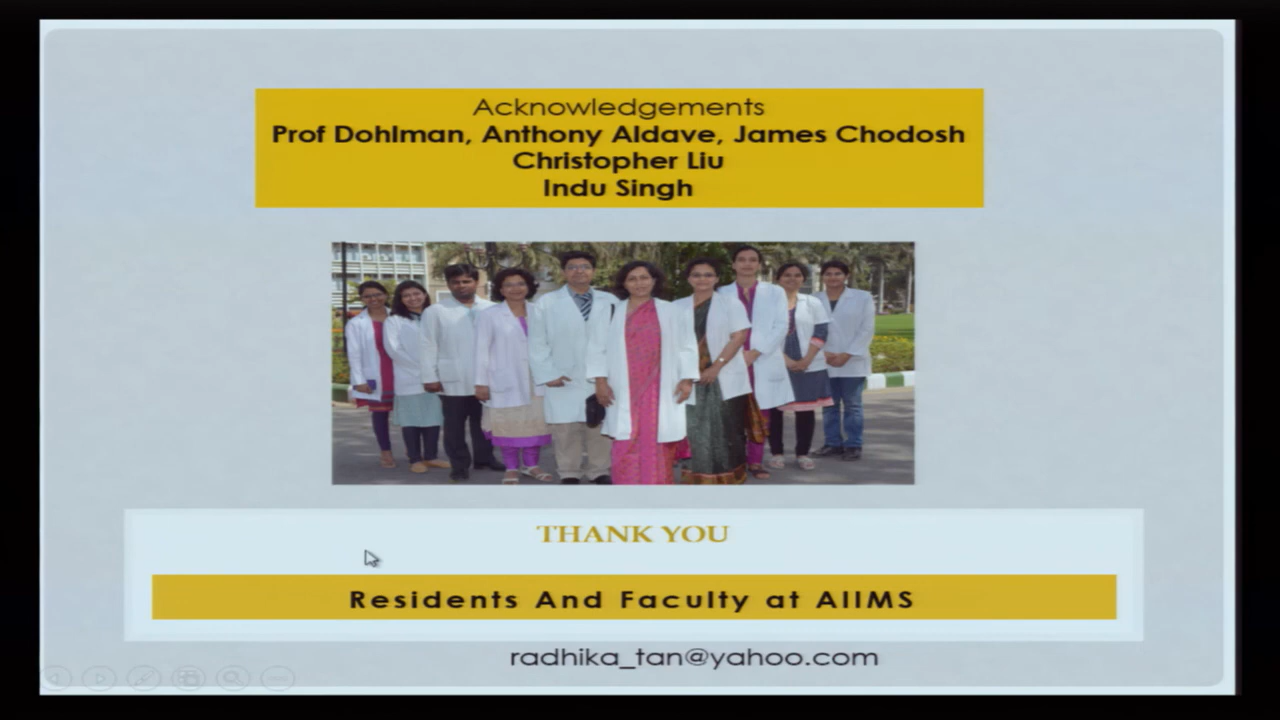 Acknowledgements
Prof Dohlman, Anthony Aldave, James Chodosh
Christopher Liu
Indu Singh
THANK YOU
Residents And Faculty at AIIMS
radhika_tan@yahoo.com